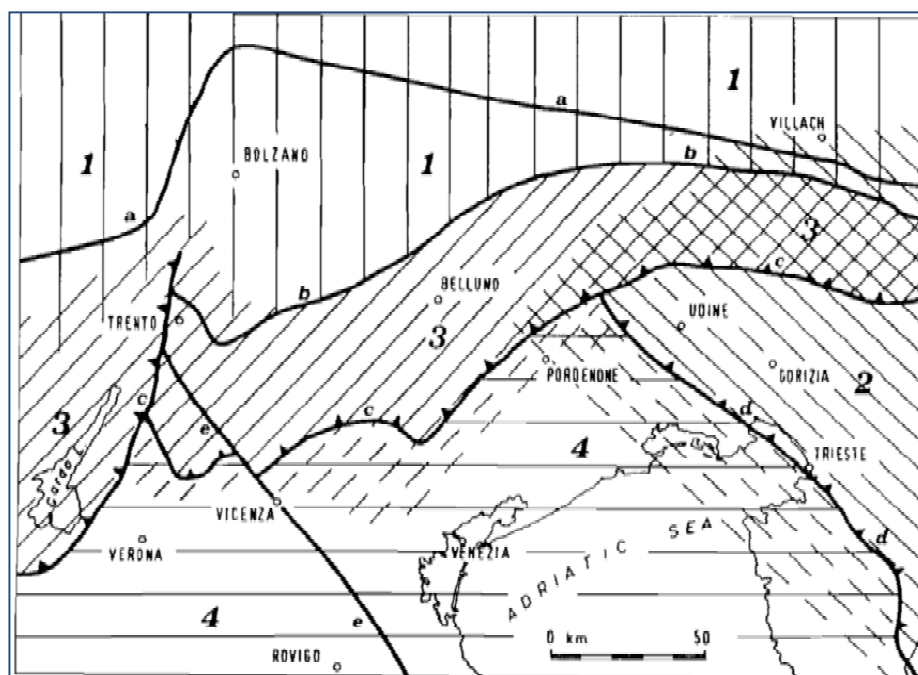 1
a
VILLACH
b
BOLZANO
1
1
a
3
c
BELLUNO
b
TRENTO
UDINE
3
PORDENONE
GORIZIA
2
c
c
d
3
e
4
Garda
TRIESTE
VICENZA
VERONA
VENEZIA
ADRIATIC SEA
d
4
e
0 km 50
ROVIGO